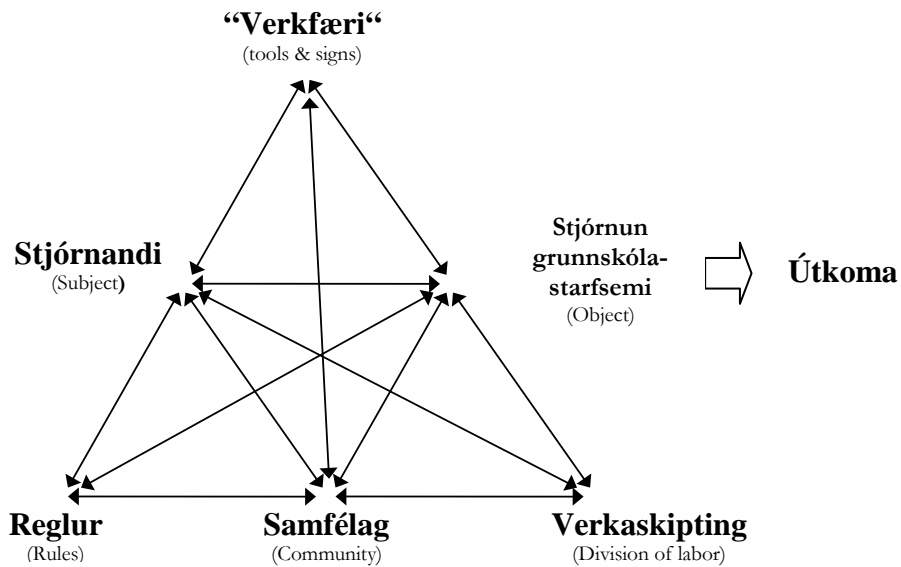 “Verkfæri“
(tools & signs)
Stjórnandi
(Subject)
Stjórnun
grunnskóla-
starfsemi
(Object)
Útkoma
Reglur
(Rules)
Samfélag
(Community)
Verkaskipting
(Division of labor)